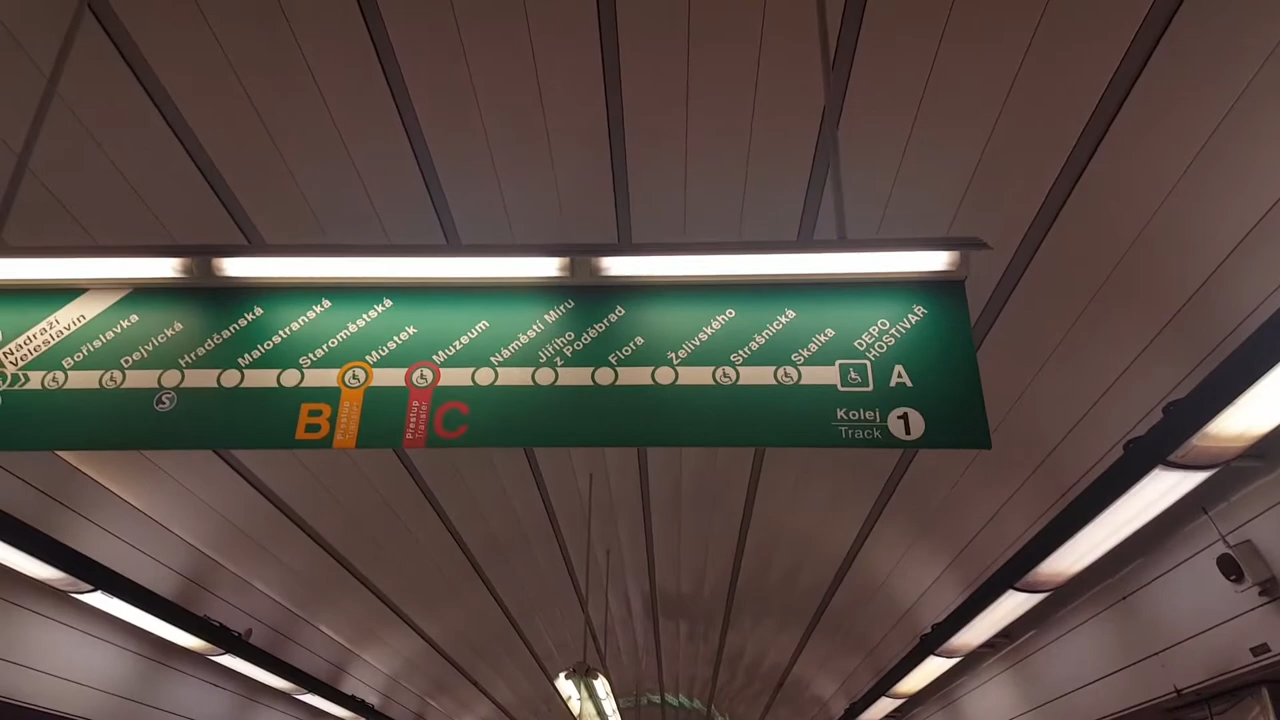 Nádraží
Veleslavín
Bořislavka
Dejvická
Hradčanská
Malostranská
Staroměstská
Můstek
Muzeum
Náměstí Míru
Jiřího
z Poděbrad
Flora
Želivského
Strašnická
Skalka
DEPO
HOSTIVAŘ
A
S
B
Přestup
Transfer
Přestup
Transfer
C
Kolej
Track
1